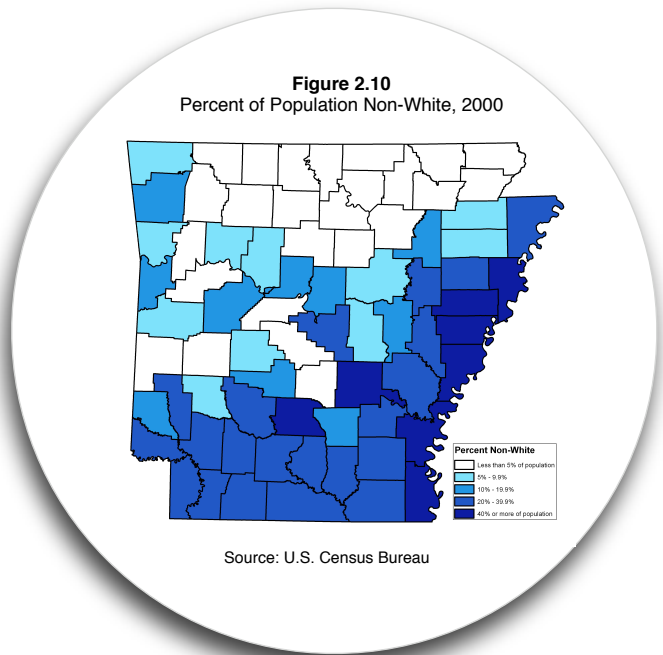 Figure 2.10
Percent of Population Non-White, 2000
Percent Non-White
Less than 5% of population
5% - 9.9%
10% - 19.9%
20% - 39.9%
40% or more of population
Source: U.S. Census Bureau